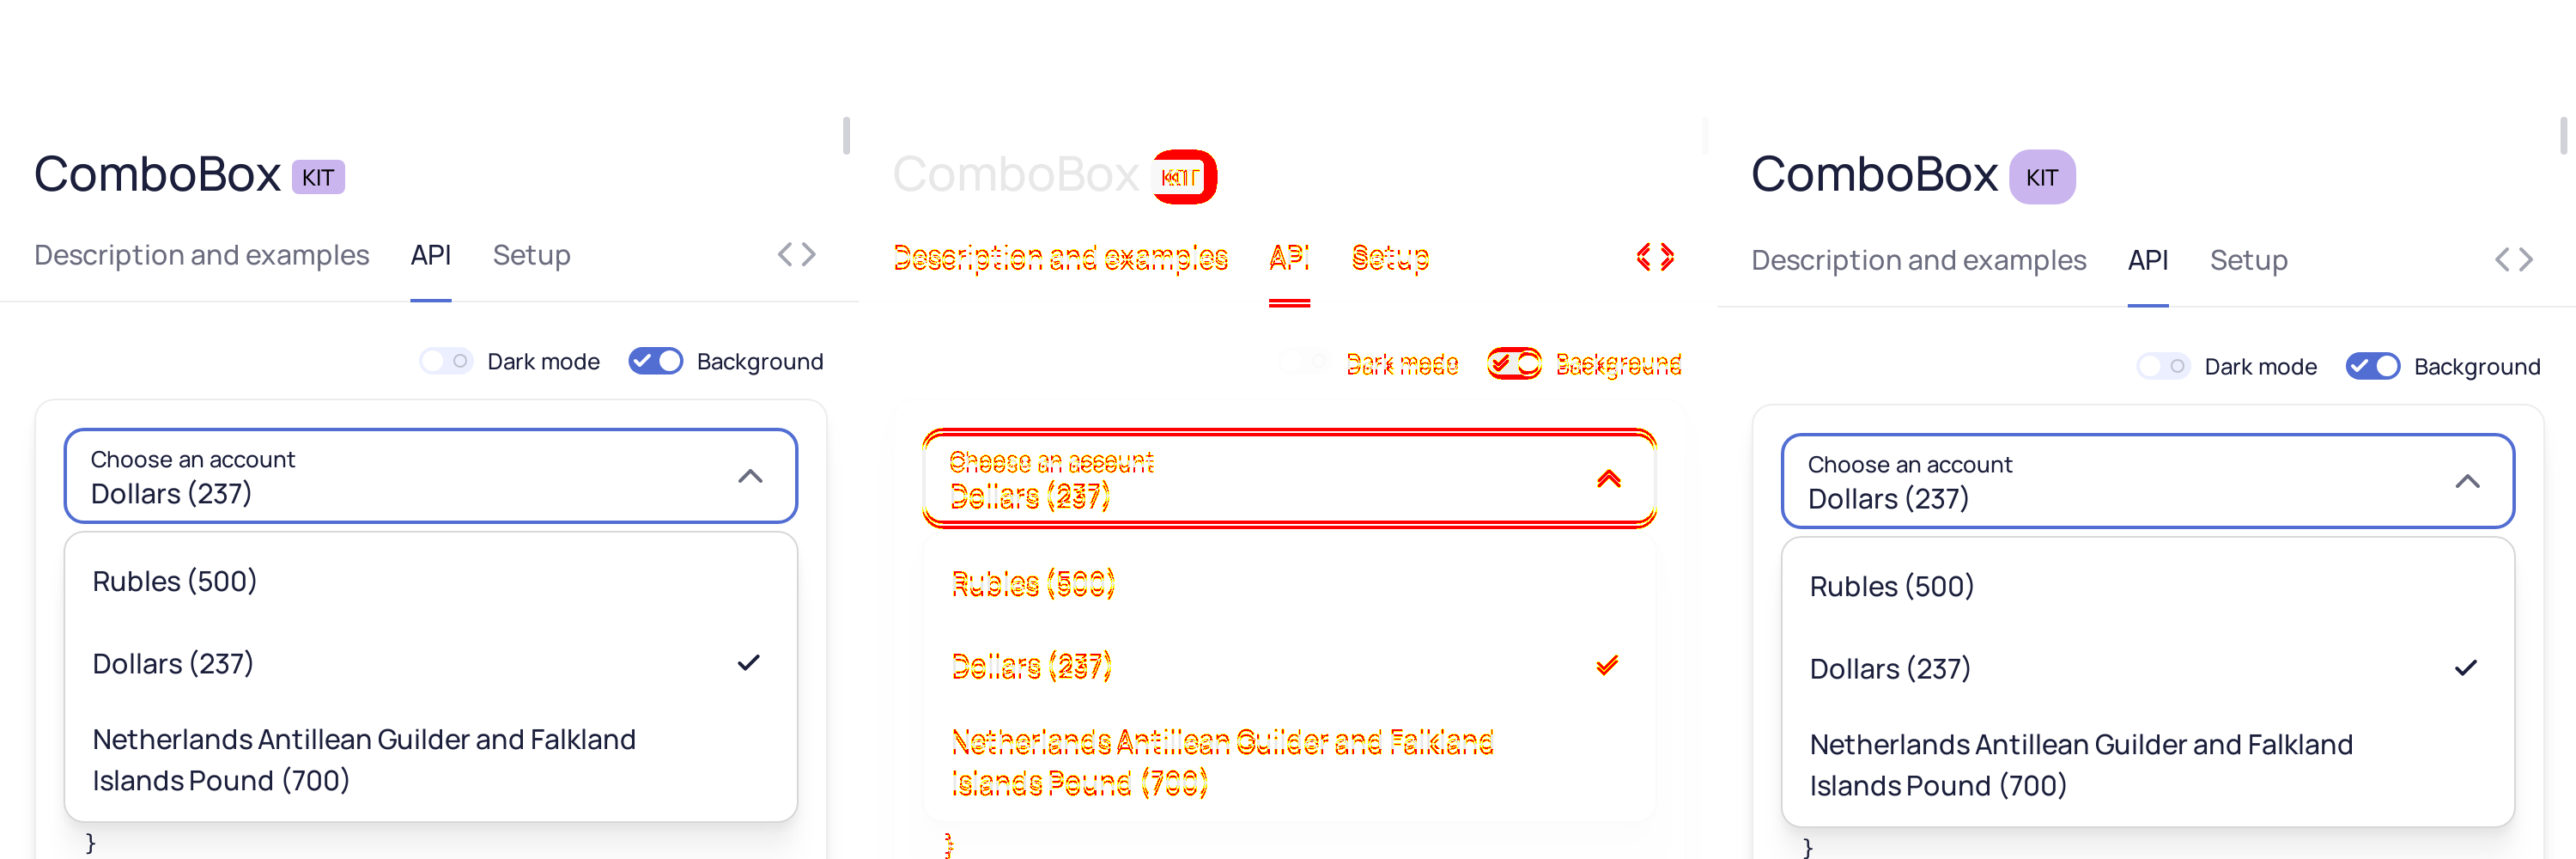 ComboBox KIT
Description and examples API Setup
Dark mode Background
Choose an account
Dollars (237)
Rubles (500)
Dollars (237)
Netherlands Antillean Guilder and Falkland
Islands Pound (700)
}
ComboBox KIT
Description and examples API Setup
Dark mode Background
Choose an account
Dollars (237)
Rubles (500)
Dollars (237)
Netherlands Antillean Guilder and Falkland
Islands Pound (700)
}
ComboBox KIT
Description and examples API Setup
Dark mode Background
Choose an account
Dollars (237)
Rubles (500)
Dollars (237)
Netherlands Antillean Guilder and Falkland
Islands Pound (700)
}